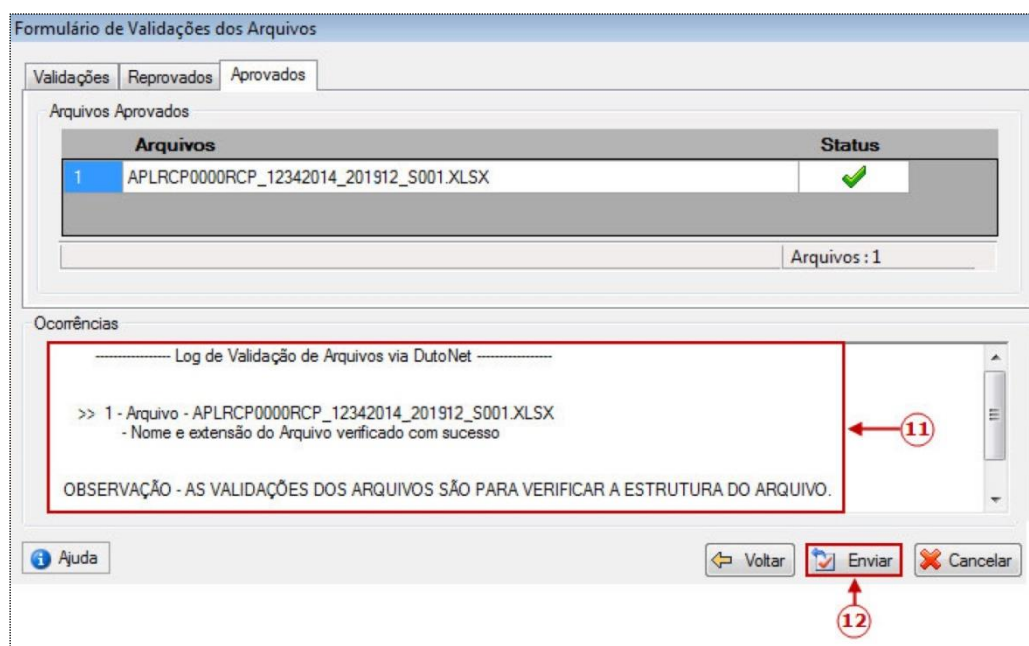 Formulário de Validações dos Arquivos
Validações Reprovados Aprovados
Arquivos Aprovados
Arquivos Status
1 APLRCP0000RCP_12342014_201912_S001.XLSX
Arquivos : 1
Ocorrências
----------------- Log de Validação de Arquivos via DutoNet -----------------
>> 1 - Arquivo - APLRCP0000RCP_12342014_201912_S001.XLSX
- Nome e extensão do Arquivo verificado com sucesso
11
OBSERVAÇÃO - AS VALIDAÇÕES DOS ARQUIVOS SÃO PARA VERIFICAR A ESTRUTURA DO ARQUIVO.
Ajuda Voltar Enviar Cancelar
12